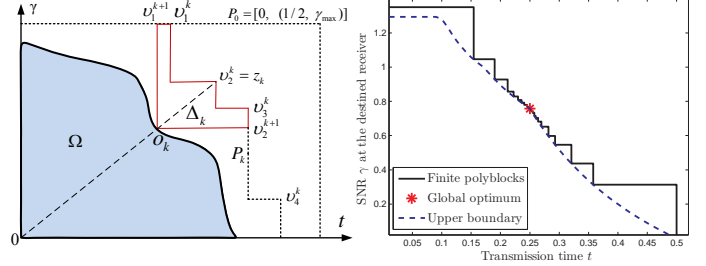 γ
υ₁ᵏ⁺¹ υ₁ᵏ
P₀=[0, (1/2, γₘₐₓ)]
υ₂ᵏ = zₖ
Δₖ
υ₃ᵏ
υ₂ᵏ⁺¹
Ω
oₖ
Pₖ
υ₄ᵏ
0
t
SNR γ at the destined receiver
1.2
1
0.8
0.6
0.4
0.2
Finite polyblocks
Global optimum
Upper boundary
0.05 0.1 0.15 0.2 0.25 0.3 0.35 0.4 0.45 0.5
Transmission time t